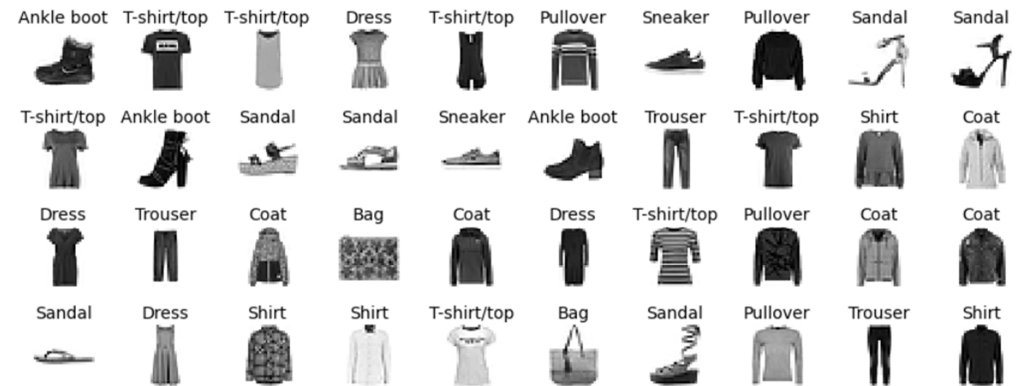 Ankle boot T-shirt/top T-shirt/top Dress T-shirt/top Pullover Sneaker Pullover Sandal Sandal
T-shirt/top Ankle boot Sandal Sandal Sneaker Ankle boot Trouser T-shirt/top Shirt Coat
Dress Trouser Coat Bag Coat Dress T-shirt/top Pullover Coat Coat
Sandal Dress Shirt Shirt T-shirt/top Bag Sandal Pullover Trouser Shirt